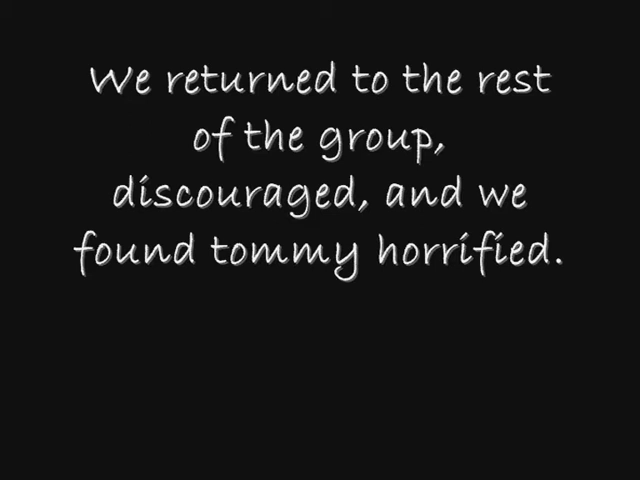 We returned to the rest
of the group,
discouraged, and we
found tommy horrified.